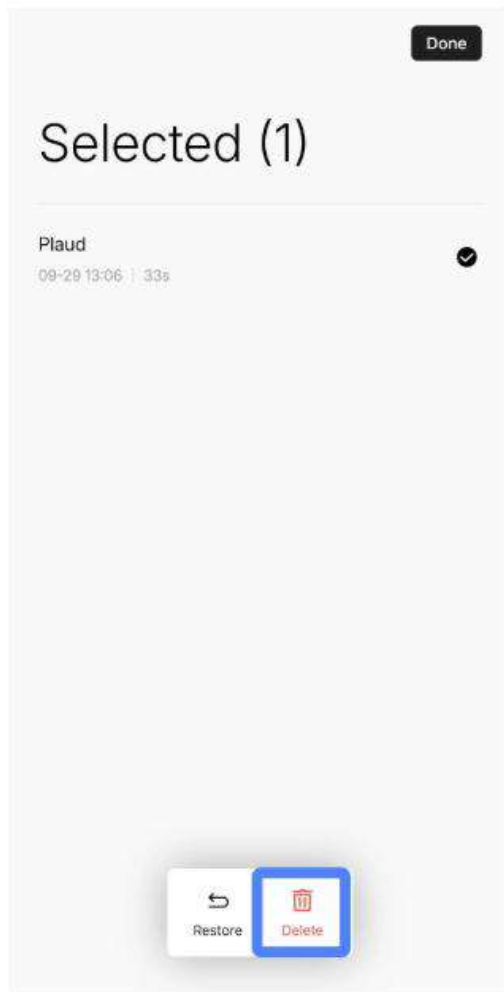 Done
Selected (1)
Plaud
09-29 13:06 | 33s
Restore
Delete